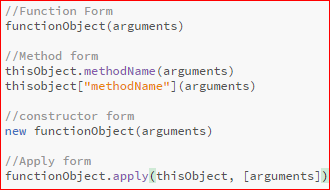 //Function Form
functionObject(arguments)
//Method form
thisObject.methodName(arguments)
thisobject["methodName"](arguments)
//constructor form
new functionObject(arguments)
//Apply form
functionObject.apply(thisObject, [arguments])